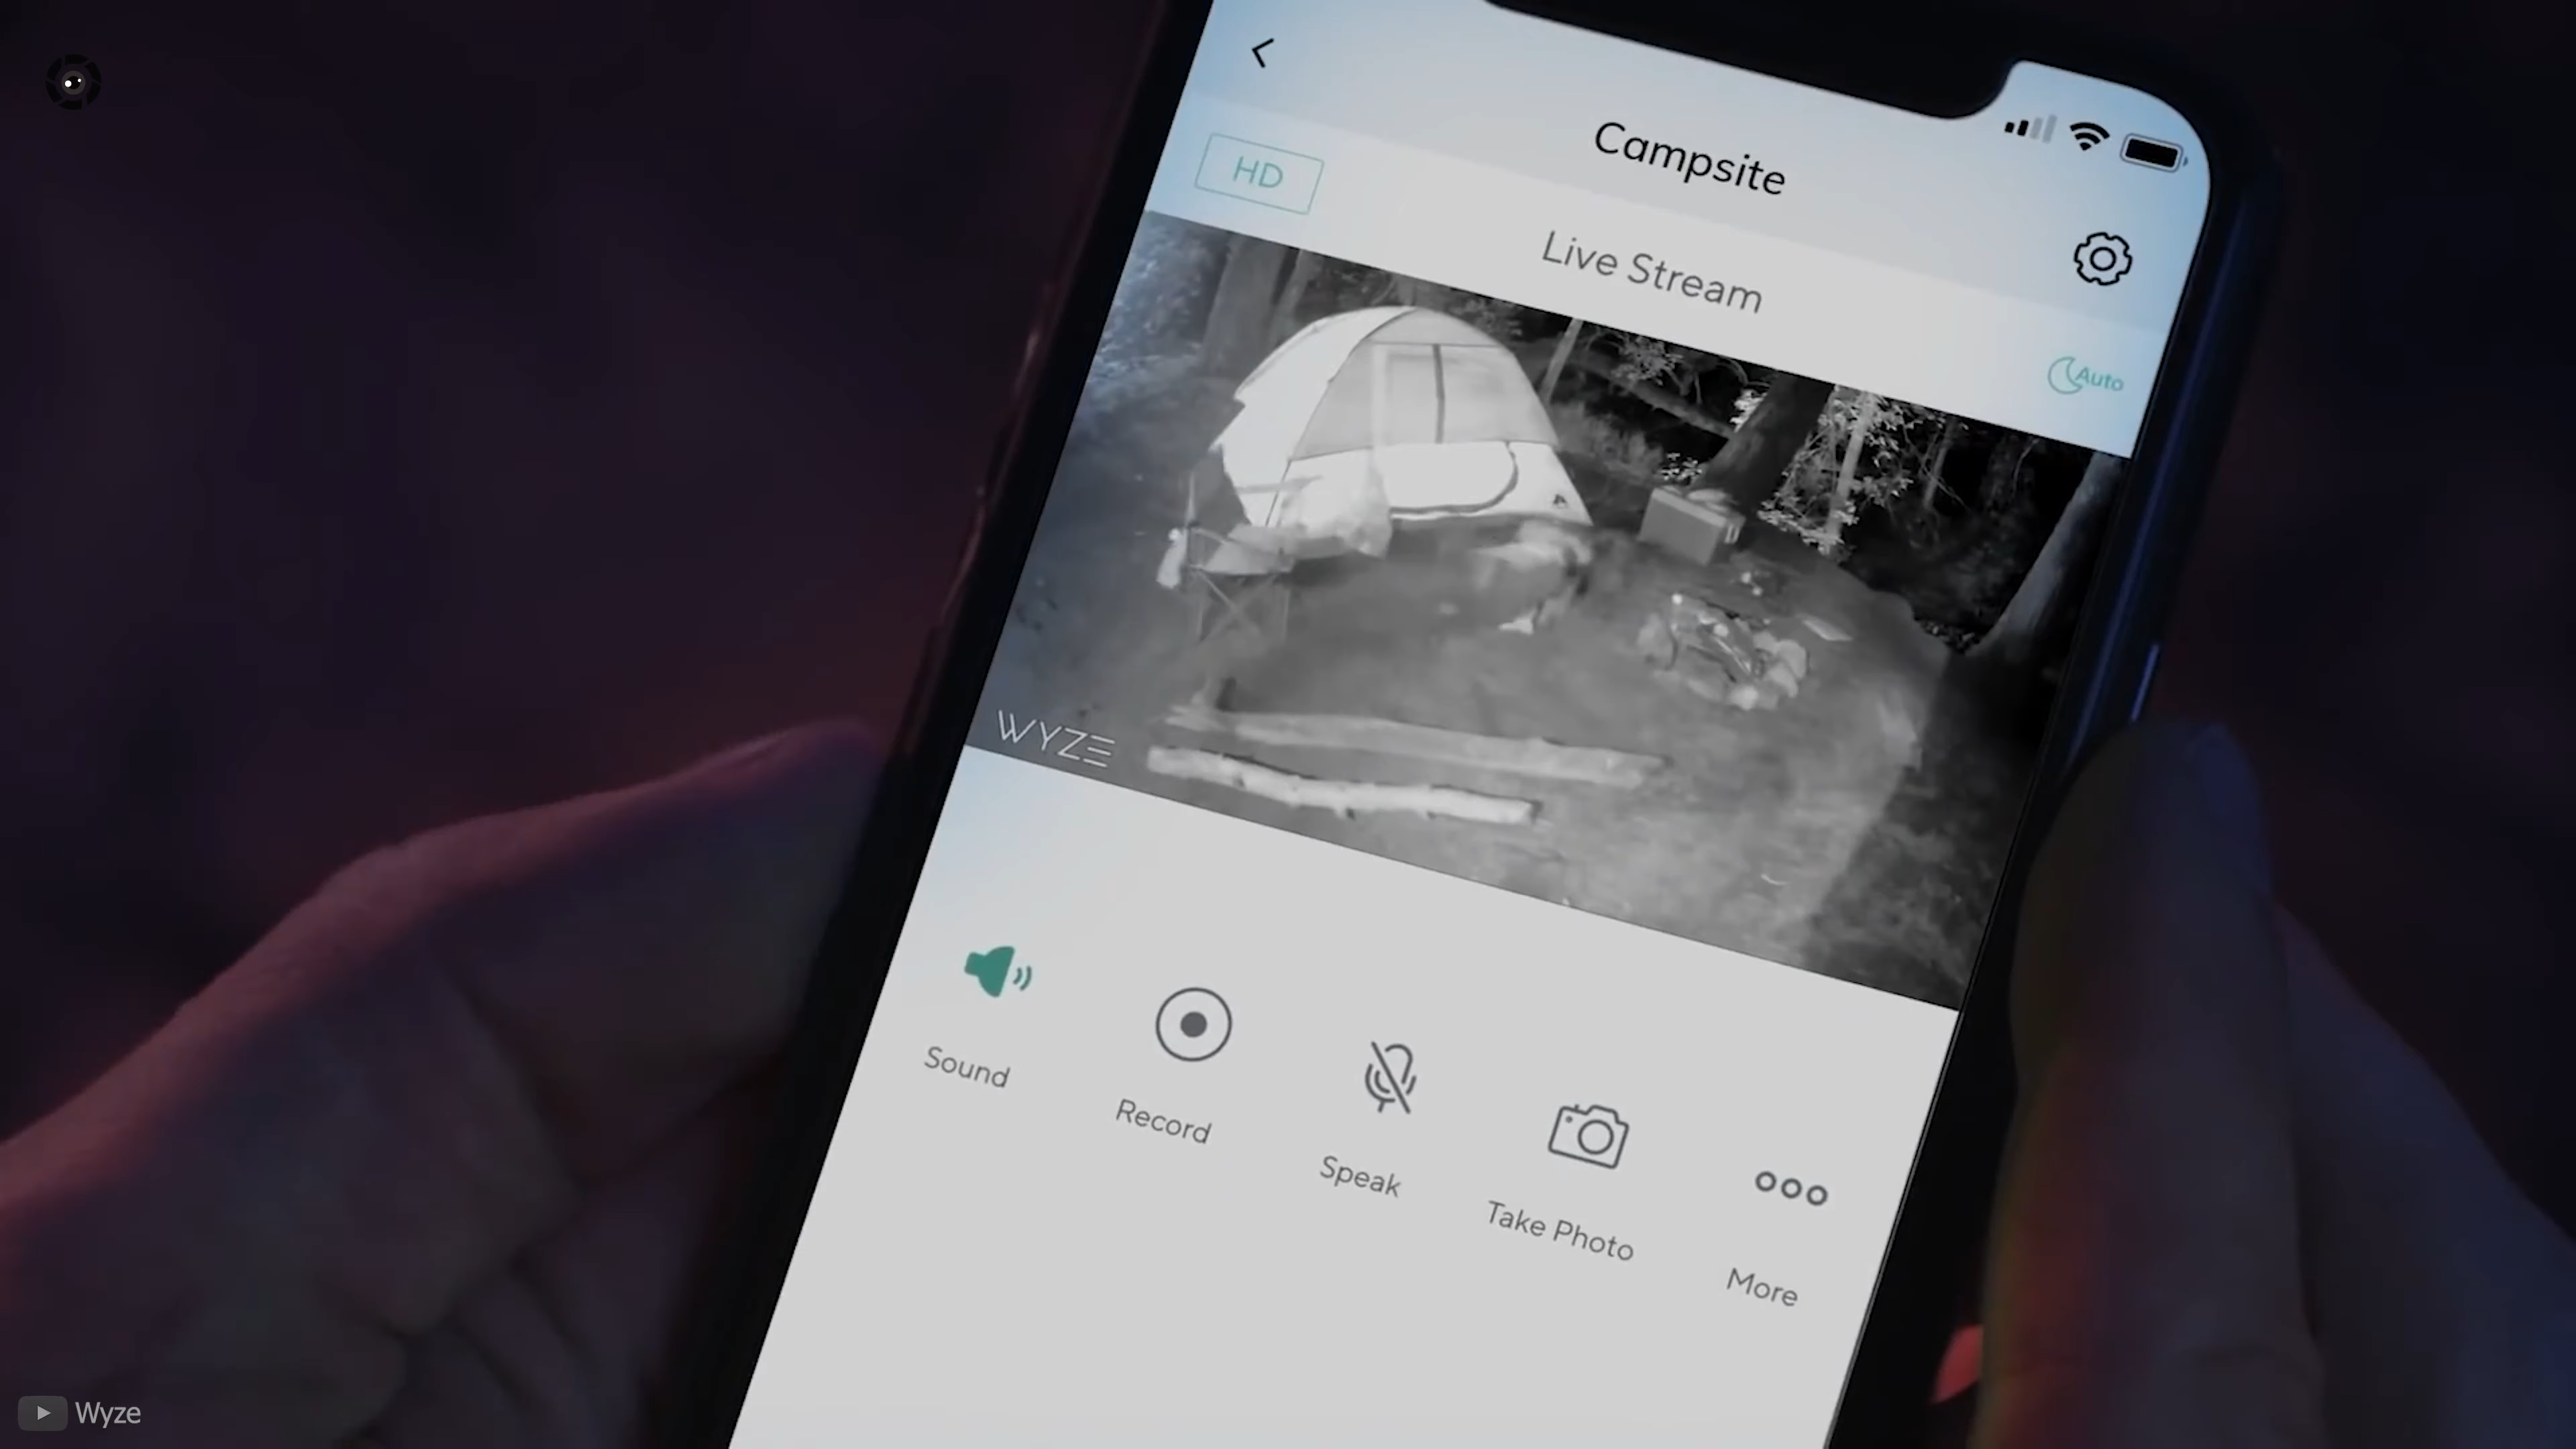 Campsite
HD
Live Stream
Auto
WYZE
Sound
Record
Speak
Take Photo
More
Wyze